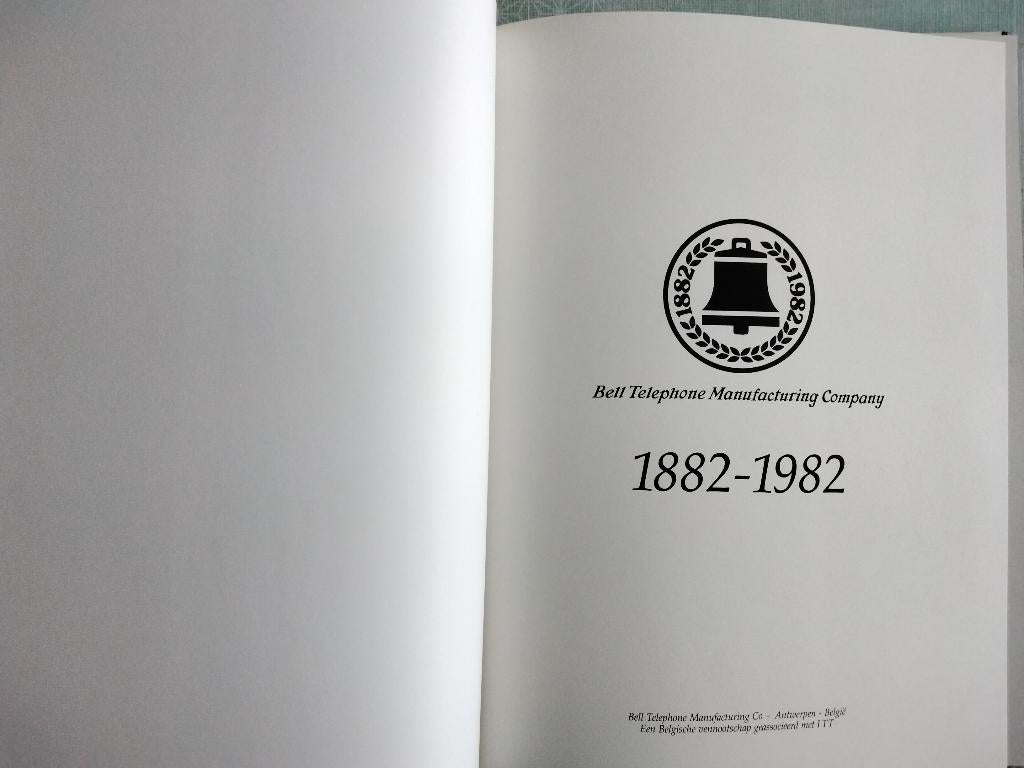 1882
1982
Bell Telephone Manufacturing Company
1882-1982
Bell Telephone Manufacturing Co - Antwerpen - België
Een Belgische vennootschap geassocieerd met ITT